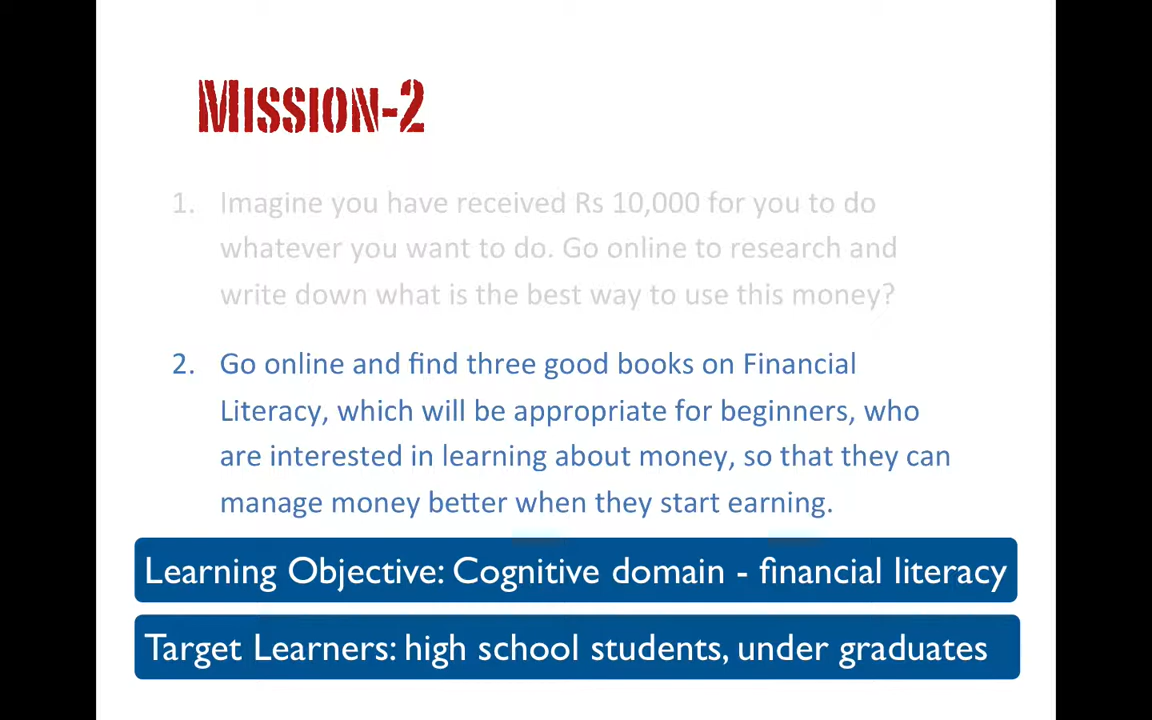 Mission-2
1. Imagine you have received Rs 10,000 for you to do
whatever you want to do. Go online to research and
write down what is the best way to use this money?
2. Go online and find three good books on Financial
Literacy, which will be appropriate for beginners, who
are interested in learning about money, so that they can
manage money better when they start earning.
Learning Objective: Cognitive domain - financial literacy
Target Learners: high school students, under graduates